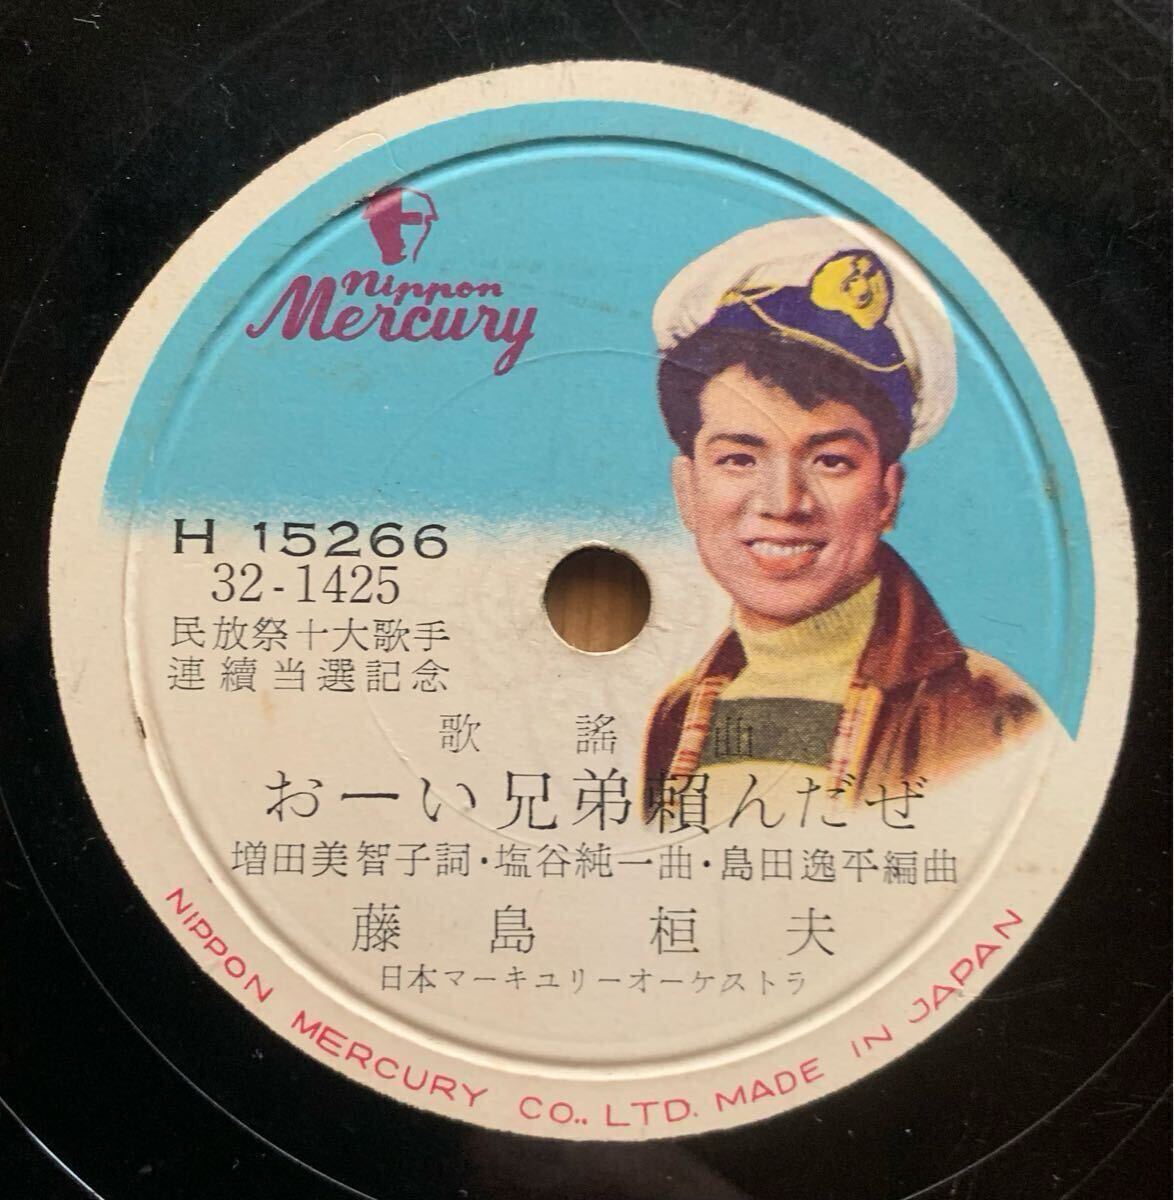 nippon
Mercury
H 15266
32-1425
民放祭十大歌手
連續当選記念
歌謡曲
おーい兄弟頼んだぜ
増田美智子詞・塩谷純一曲・島田逸平編曲
藤島桓夫
日本マーキユリーオーケストラ
NIPPON MERCURY CO., LTD. MADE IN JAPAN